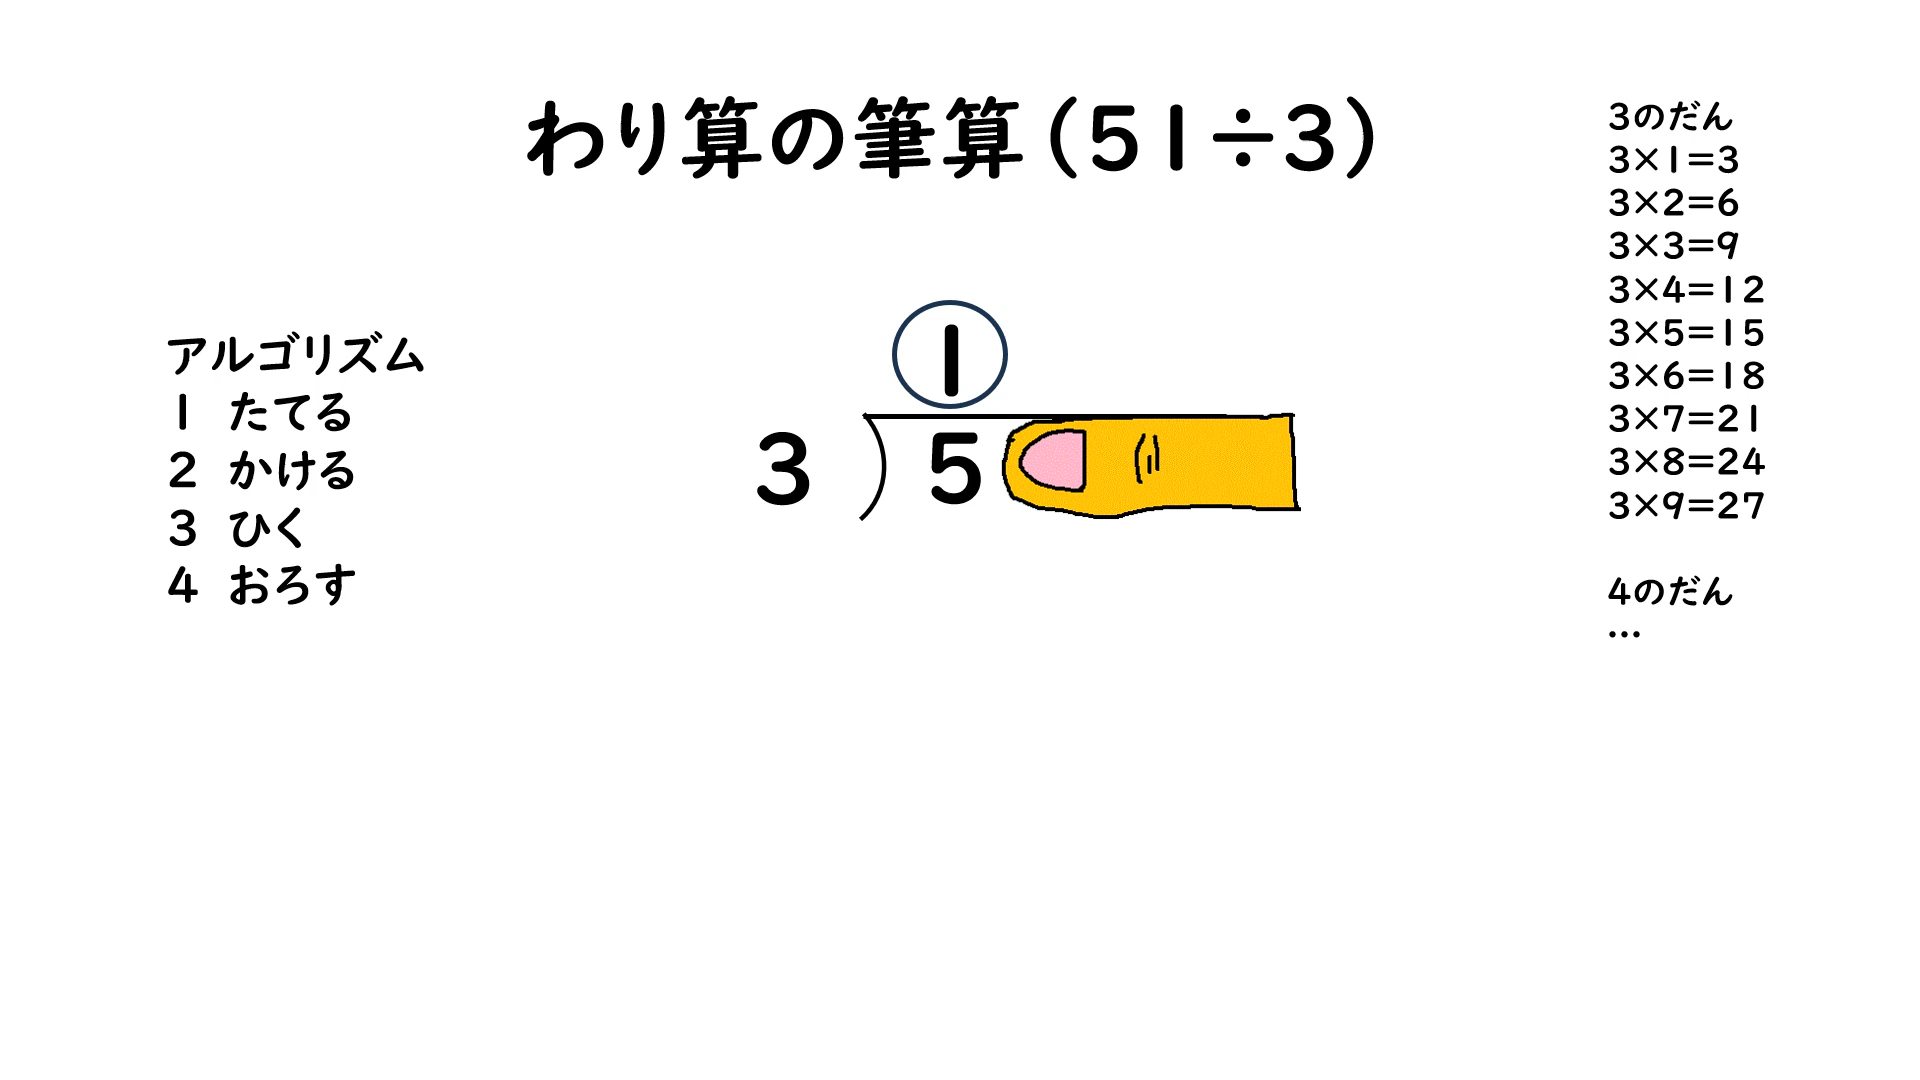 わり算の筆算(51÷3)
アルゴリズム
1 たてる
2 かける
3 ひく
4 おろす
1
3 5
3のだん
3×1=3
3×2=6
3×3=9
3×4=12
3×5=15
3×6=18
3×7=21
3×8=24
3×9=27
4のだん
…